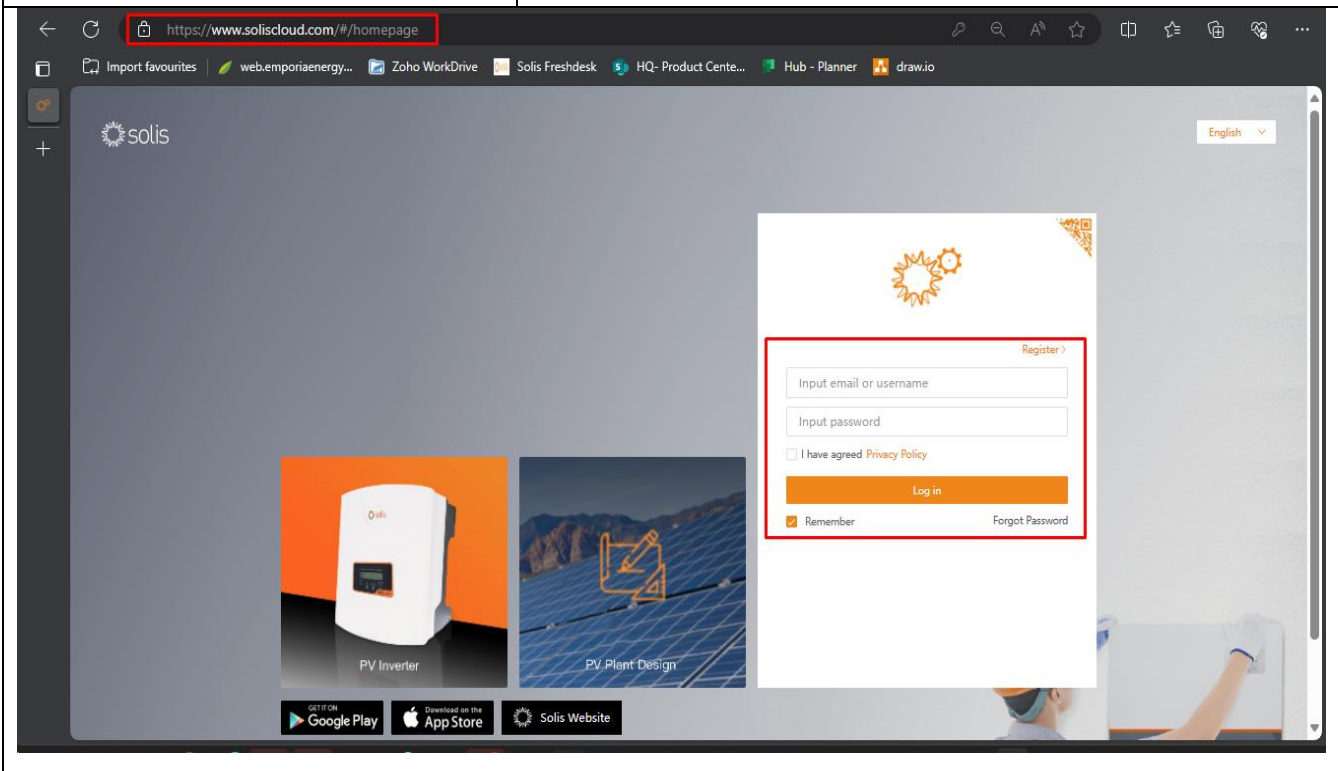 https://www.soliscloud.com/#/homepage
Import favourites web.emporiaenergy... Zoho WorkDrive Solis Freshdesk HQ- Product Cente... Hub - Planner draw.io
solis
English
Register >
Input email or username
Input password
I have agreed Privacy Policy
Log in
Remember Forgot Password
solis
PV Inverter
PV Plant Design
GET IT ON
Google Play
Download on the
App Store
Solis Website